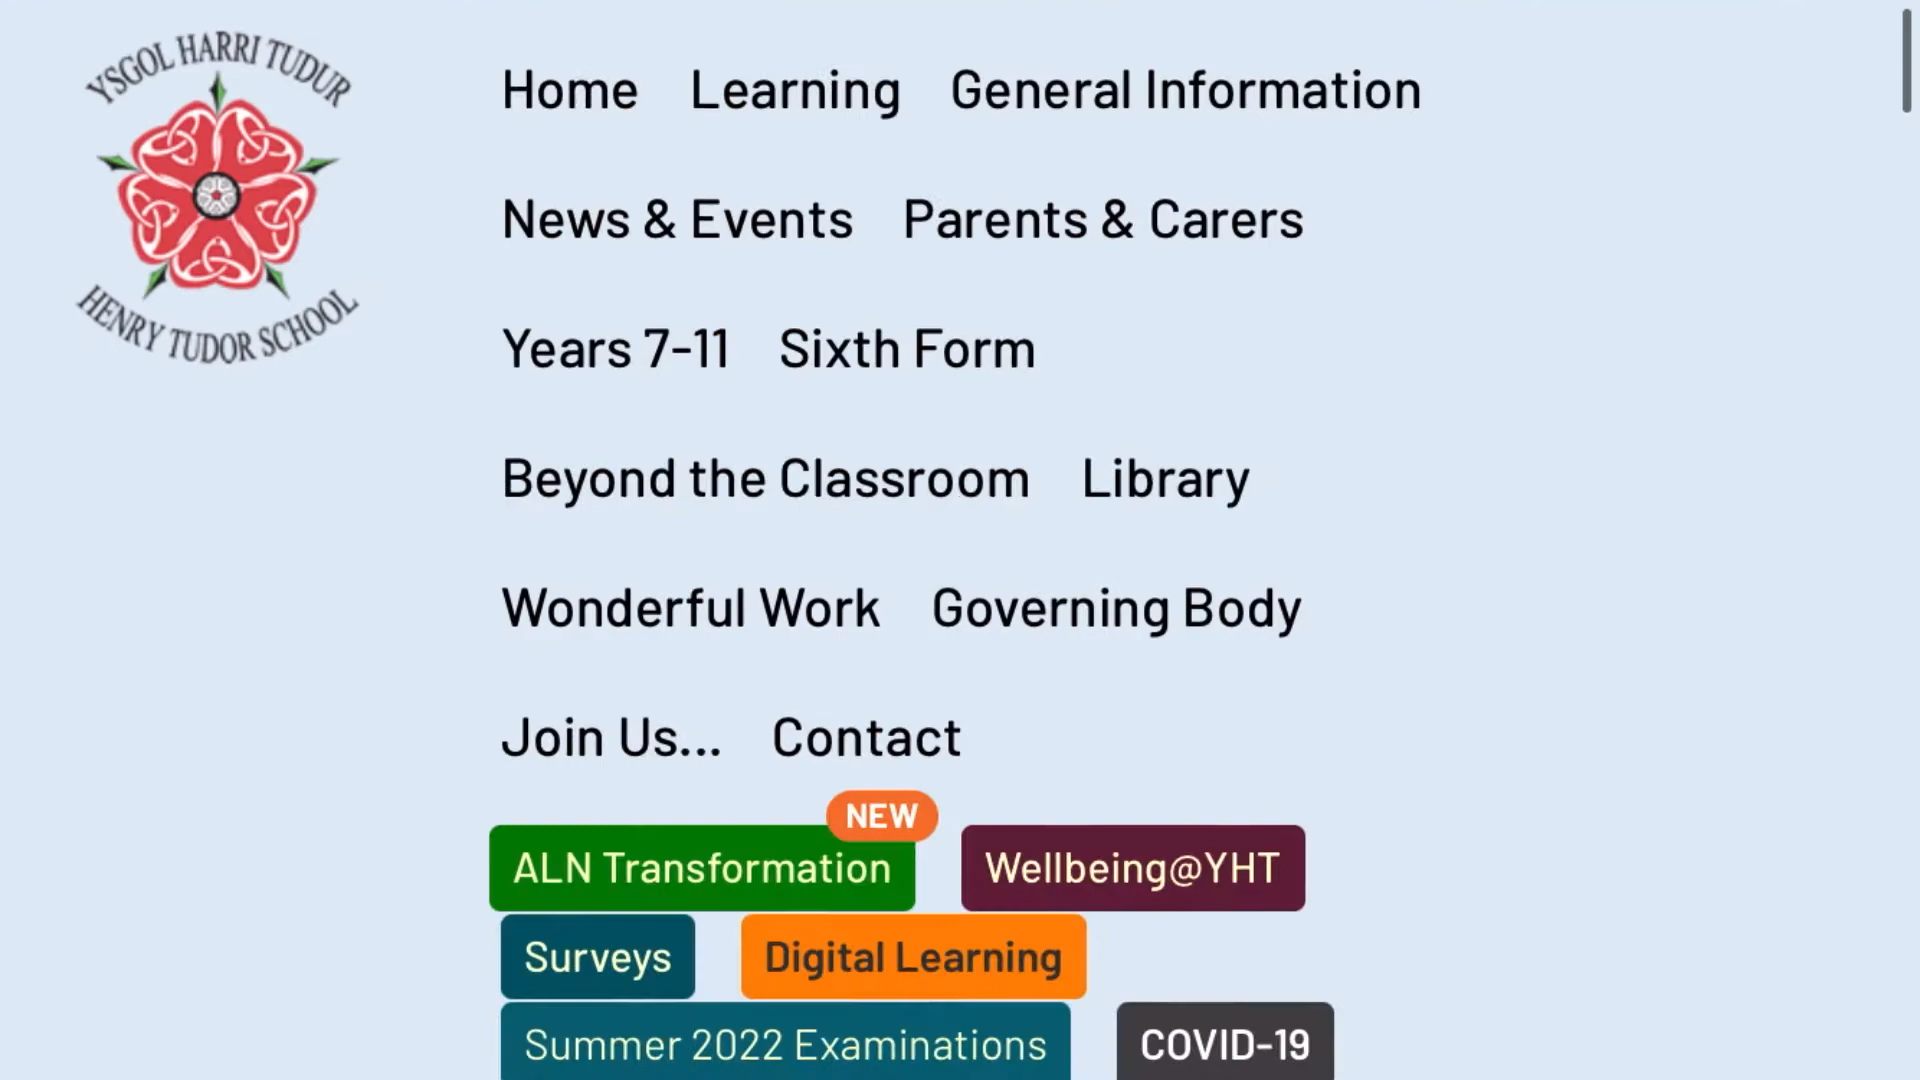 YSGOL HARRI TUDUR
HENRY TUDOR SCHOOL
Home Learning General Information
News & Events Parents & Carers
Years 7-11 Sixth Form
Beyond the Classroom Library
Wonderful Work Governing Body
Join Us... Contact
NEW
ALN Transformation Wellbeing@YHT
Surveys Digital Learning
Summer 2022 Examinations COVID-19